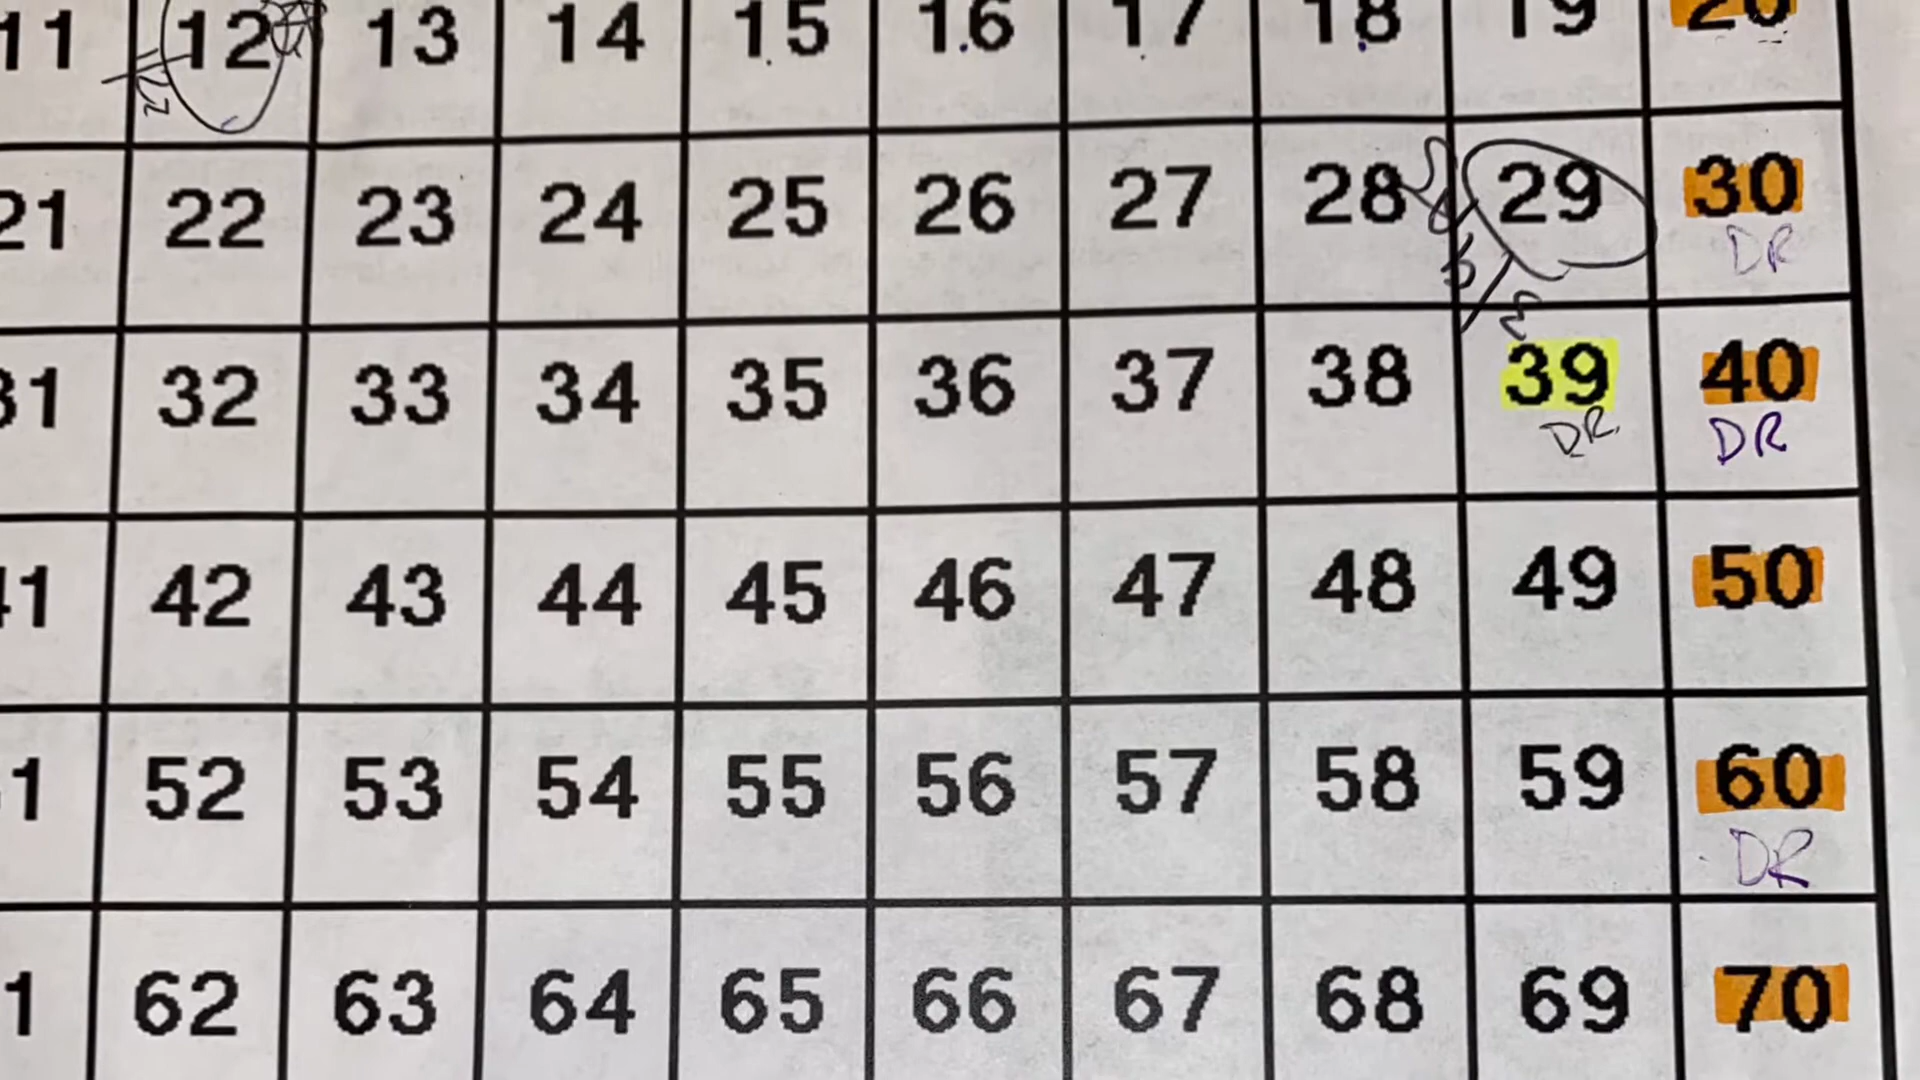 11 12 13 14 15 16 17 18 19 20
21 22 23 24 25 26 27 28 29 30
DR
31 32 33 34 35 36 37 38 39 40
DR DR
41 42 43 44 45 46 47 48 49 50
1 52 53 54 55 56 57 58 59 60
DR
1 62 63 64 65 66 67 68 69 70